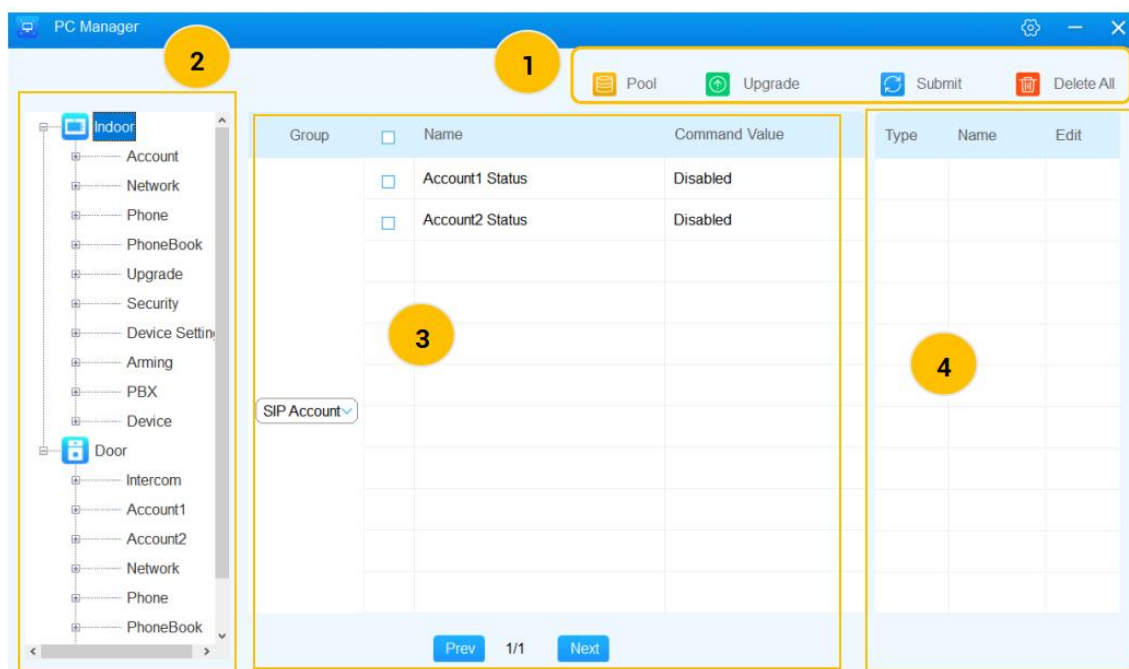 PC Manager
2
1
Pool Upgrade Submit Delete All
Indoor
Account
Network
Phone
PhoneBook
Upgrade
Security
Device Settin
Arming
PBX
Device
Door
Intercom
Account1
Account2
Network
Phone
PhoneBook
Group Name Command Value
Account1 Status Disabled
Account2 Status Disabled
3
SIP Account
Prev 1/1 Next
Type Name Edit
4